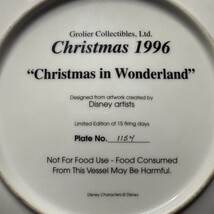 Grolier Collectibles, Ltd.
Christmas 1996
"Christmas in Wonderland"
Designed from artwork created by
Disney artists
Limited Edition of 15 firing days
Plate No. 1154
Not For Food Use - Food Consumed
From This Vessel May Be Harmful.
Disney Characters © Disney